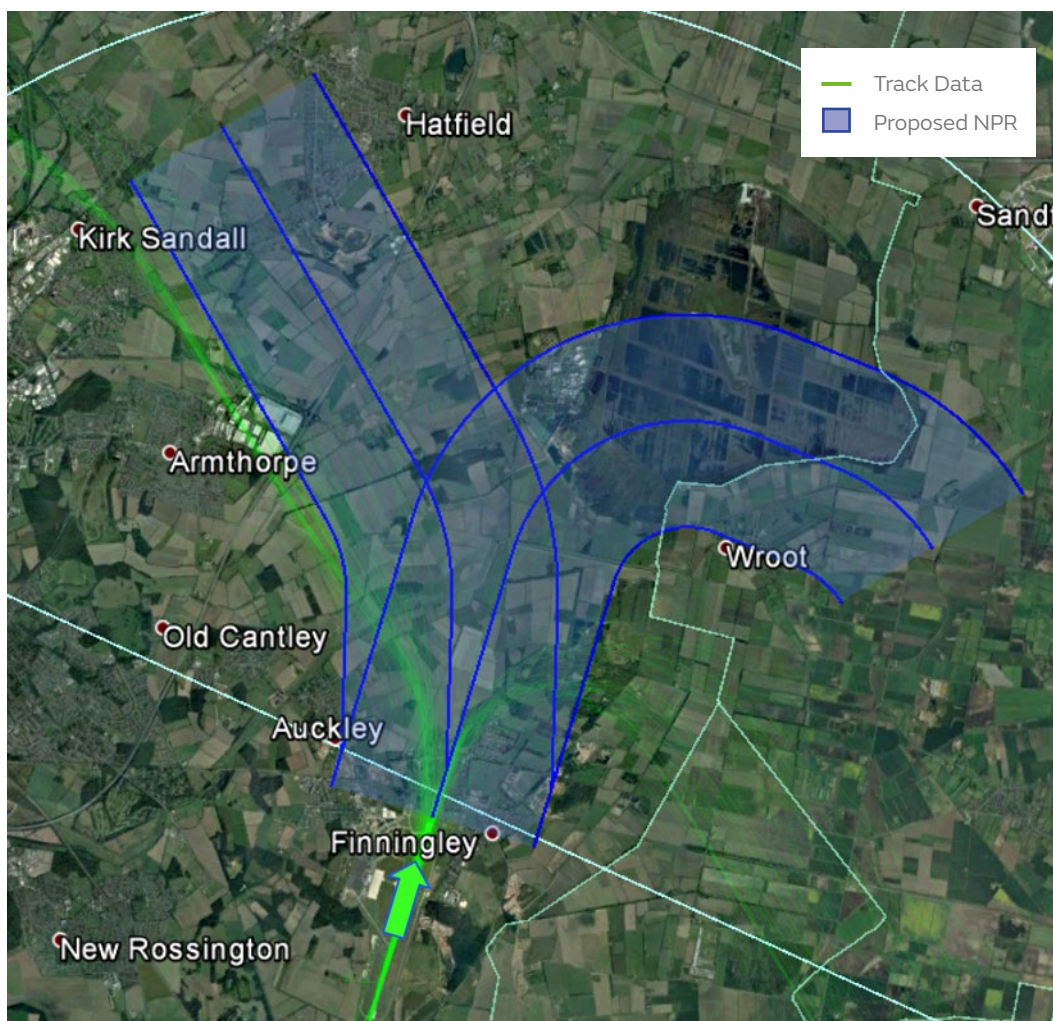 Track Data
Proposed NPR
Hatfield
Kirk Sandall
Armthorpe
Wroot
Old Cantley
Auckley
Finningley
New Rossington